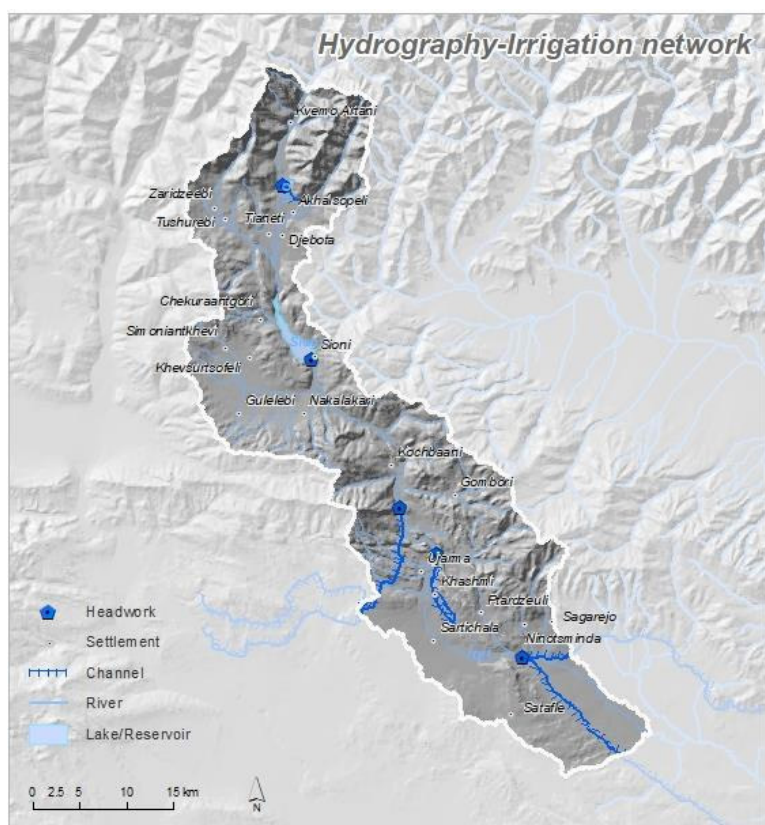 Hydrography-Irrigation network
Kvemo Artani
Zaridzeebi
Akhalsopeli
Tushurebi
Tianeti
Djebota
Chekuraantgori
Simoniantkhevi
Sioni
Khevsurtsofeli
Gulelebi
Nakalakari
Kochbaani
Gombori
Ujarma
Khashmi
Ptardzeuli
Sagarejo
Sartichala
Ninotsminda
Satafle
Headwork
Settlement
Channel
River
Lake/Reservoir
0 2.5 5 10 15 km
N